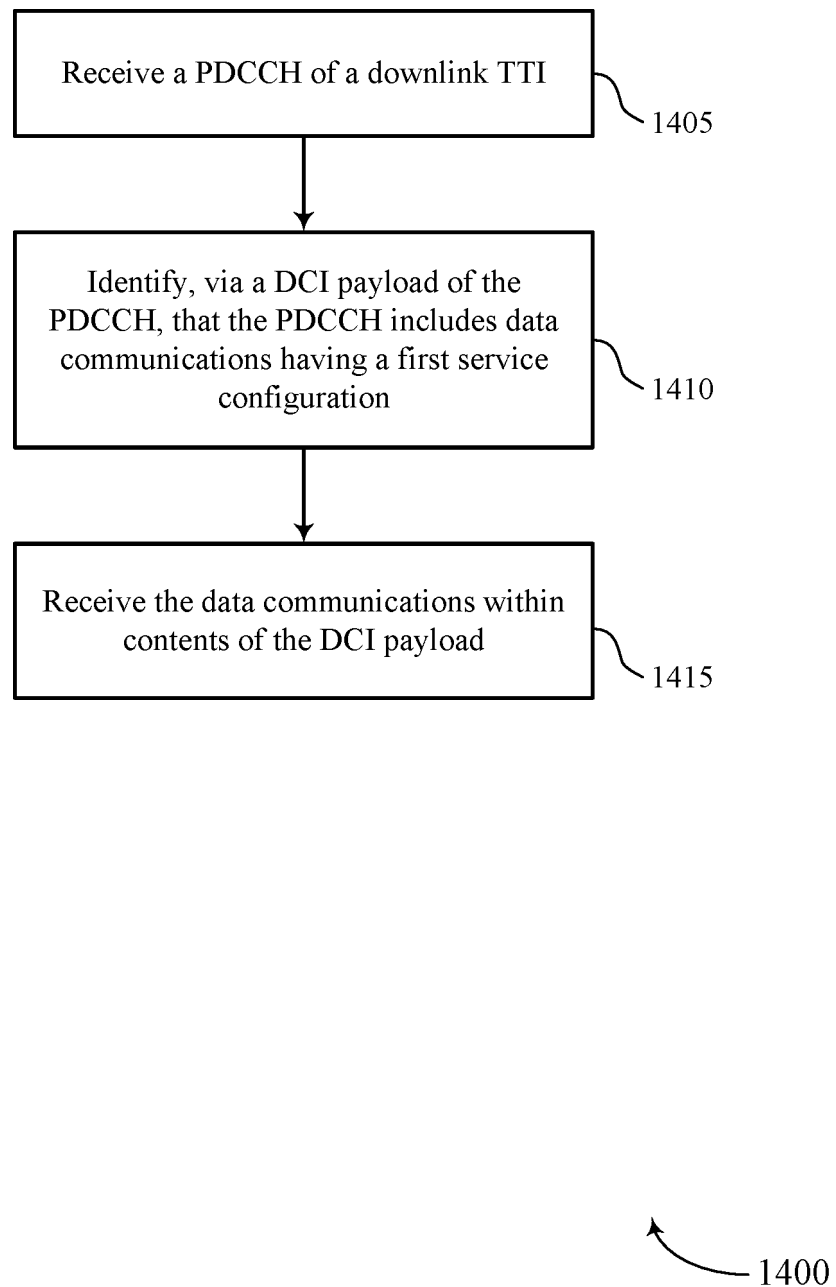 Receive a PDCCH of a downlink TTI
1405
Identify, via a DCI payload of the
PDCCH, that the PDCCH includes data
communications having a first service
configuration
1410
Receive the data communications within
contents of the DCI payload
1415
1400